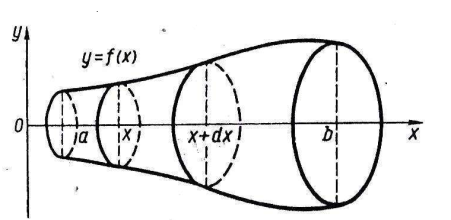 y
y=f(x)
0 a x x+dx b x